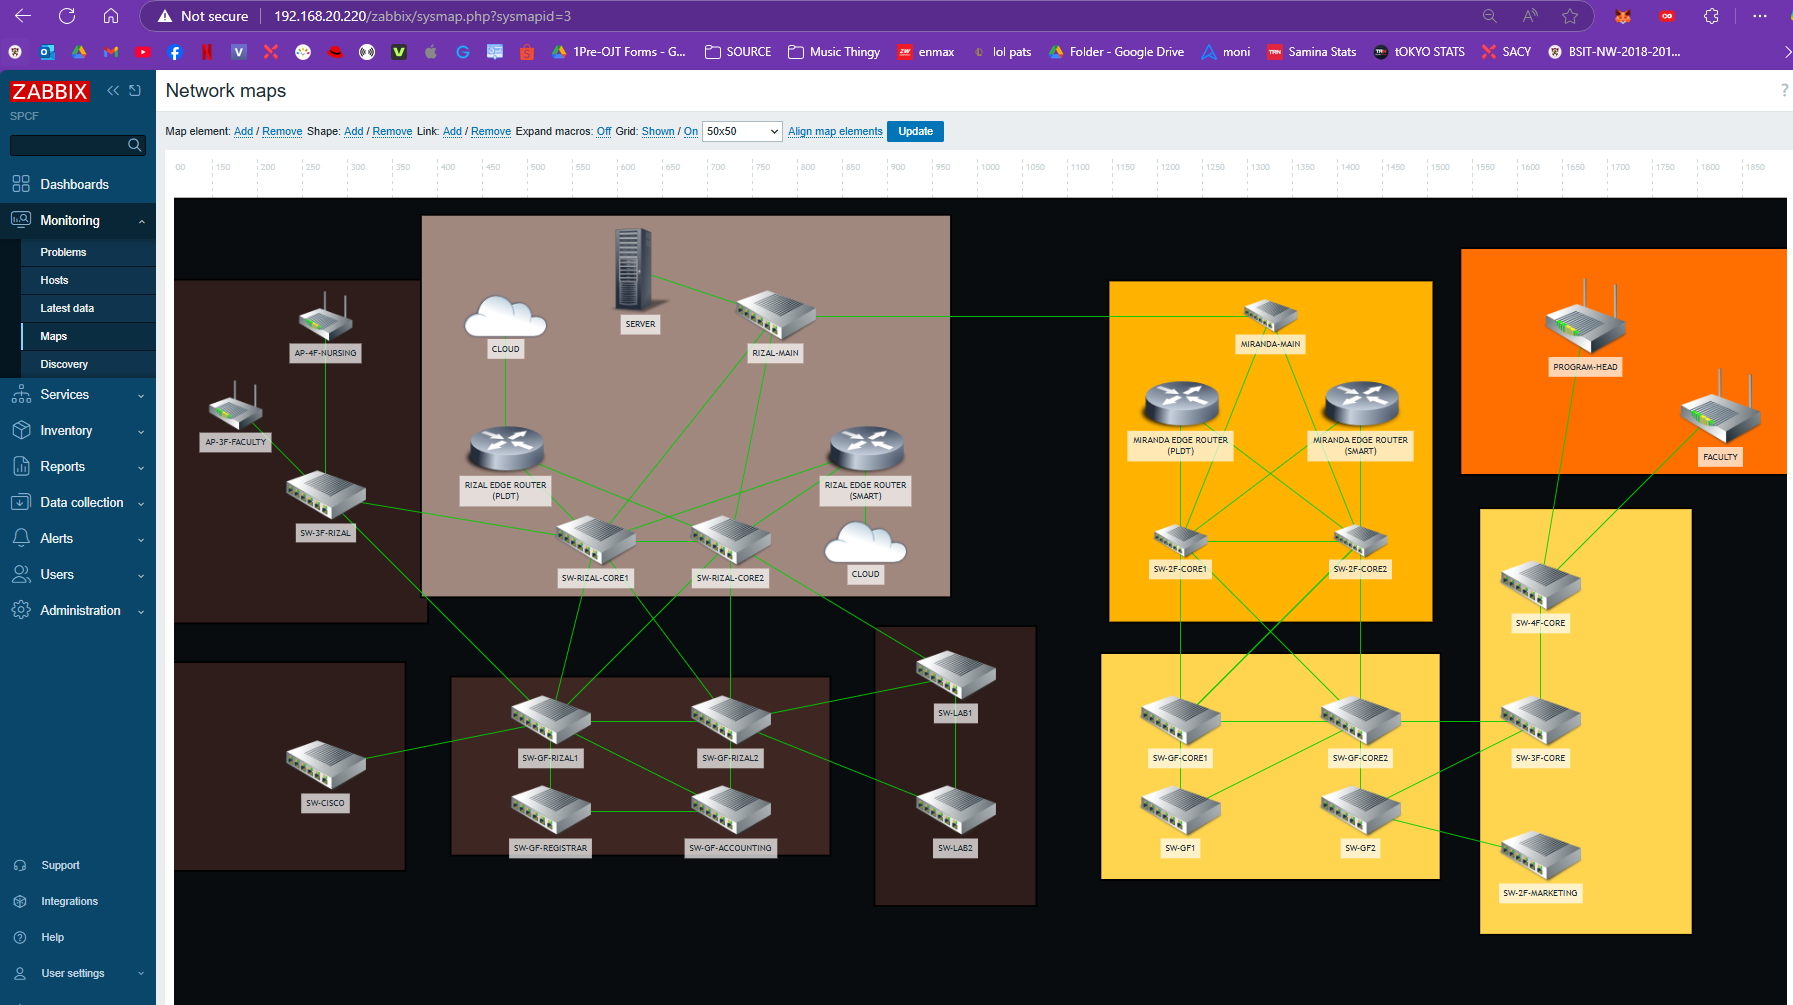 Not secure 192.168.20.220/zabbix/sysmap.php?sysmapid=3
1Pre-OJT Forms - G... SOURCE Music Thingy enmax lol pats Folder - Google Drive moni Samina Stats tOKYO STATS SACY BSIT-NW-2018-201...
ZABBIX
SPCF
Dashboards
Monitoring
Problems
Hosts
Latest data
Maps
Discovery
Services
Inventory
Reports
Data collection
Alerts
Users
Administration
Support
Integrations
Help
User settings
Network maps
?
Map element: Add / Remove Shape: Add / Remove Link: Add / Remove Expand macros: Off Grid: Shown / On 50x50 Align map elements Update
00 150 200 250 300 350 400 450 500 550 600 650 700 750 800 850 900 950 1000 1050 1100 1150 1200 1250 1300 1350 1400 1450 1500 1550 1600 1650 1700 1750 1800 1850
AP-4F-NURSING
AP-3F-FACULTY
SW-3F-RIZAL
SERVER
CLOUD
RIZAL-MAIN
RIZAL EDGE ROUTER
(PLDT)
RIZAL EDGE ROUTER
(SMART)
SW-RIZAL-CORE1
SW-RIZAL-CORE2
CLOUD
MIRANDA-MAIN
MIRANDA EDGE ROUTER
(PLDT)
MIRANDA EDGE ROUTER
(SMART)
SW-2F-CORE1
SW-2F-CORE2
PROGRAM-HEAD
FACULTY
SW-4F-CORE
SW-CISCO
SW-GF-RIZAL1
SW-GF-RIZAL2
SW-GF-REGISTRAR
SW-GF-ACCOUNTING
SW-LAB1
SW-LAB2
SW-GF-CORE1
SW-GF-CORE2
SW-GF1
SW-GF2
SW-3F-CORE
SW-2F-MARKETING